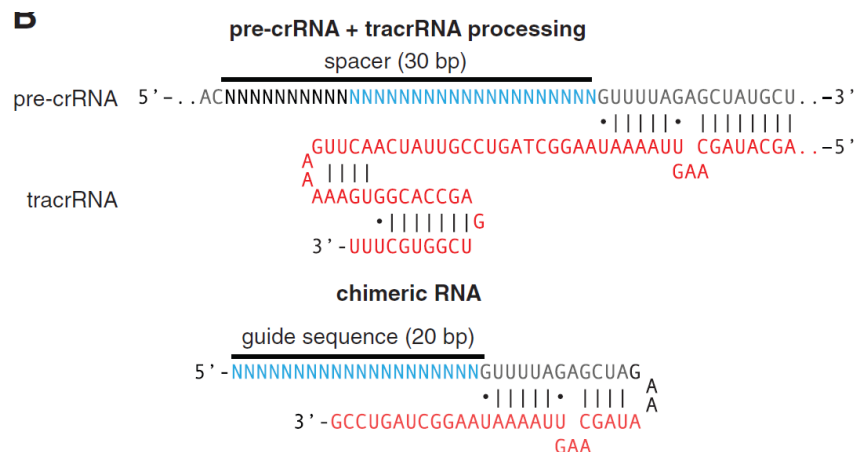 B
pre-crRNA + tracrRNA processing
spacer (30 bp)
pre-crRNA 5'-..ACNNNNNNNNNNNNNNNNNNNNNNNNNNNNNNGUUUUAGAGCUAUGCU..-3'
GUUCAACUAUUGCCUGATCGGAAUAAAAUU CGAUACGA..-5'
A
GAA
A
tracrRNA
AAAGUGGCACCGA
G
3'-UUUCGUGGCU
chimeric RNA
guide sequence (20 bp)
5'-NNNNNNNNNNNNNNNNNNNNGUUUUAGAGCUAG
A
A
3'-GCCUGAUCGGAAUAAAAUU CGAUA
GAA